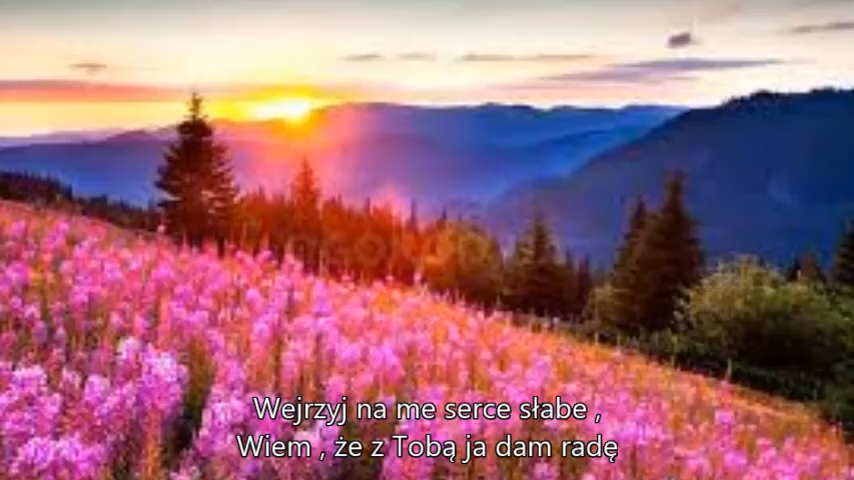 Wejrzyj na me serce słabe ,
Wiem , że z Tobą ja dam radę